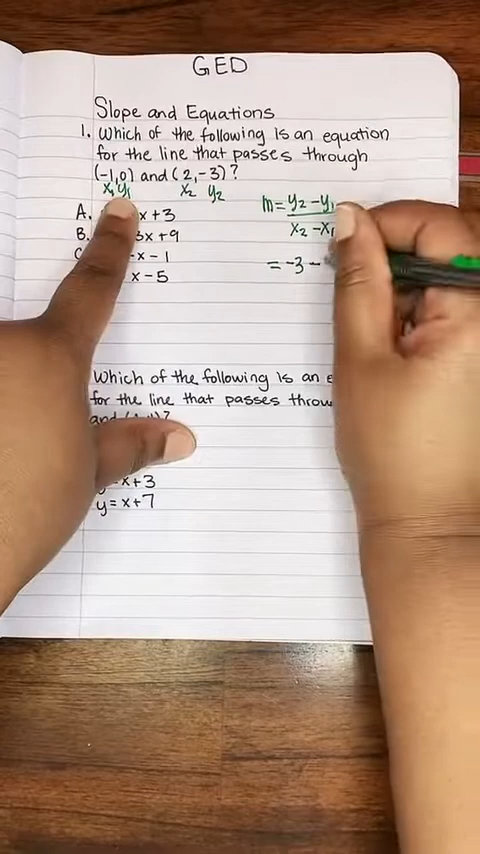 GED
Slope and Equations
1. Which of the following is an equation
for the line that passes through
(-1,0) and (2,-3)?
x₁ y₁ x₂ y₂
m = y₂ - y₁
x₂ - x₁
= -3 -
A. x+3
B. 3x+9
-x-1
x-5
Which of the following is an
for the line that passes
and
-x+3
y=x+7